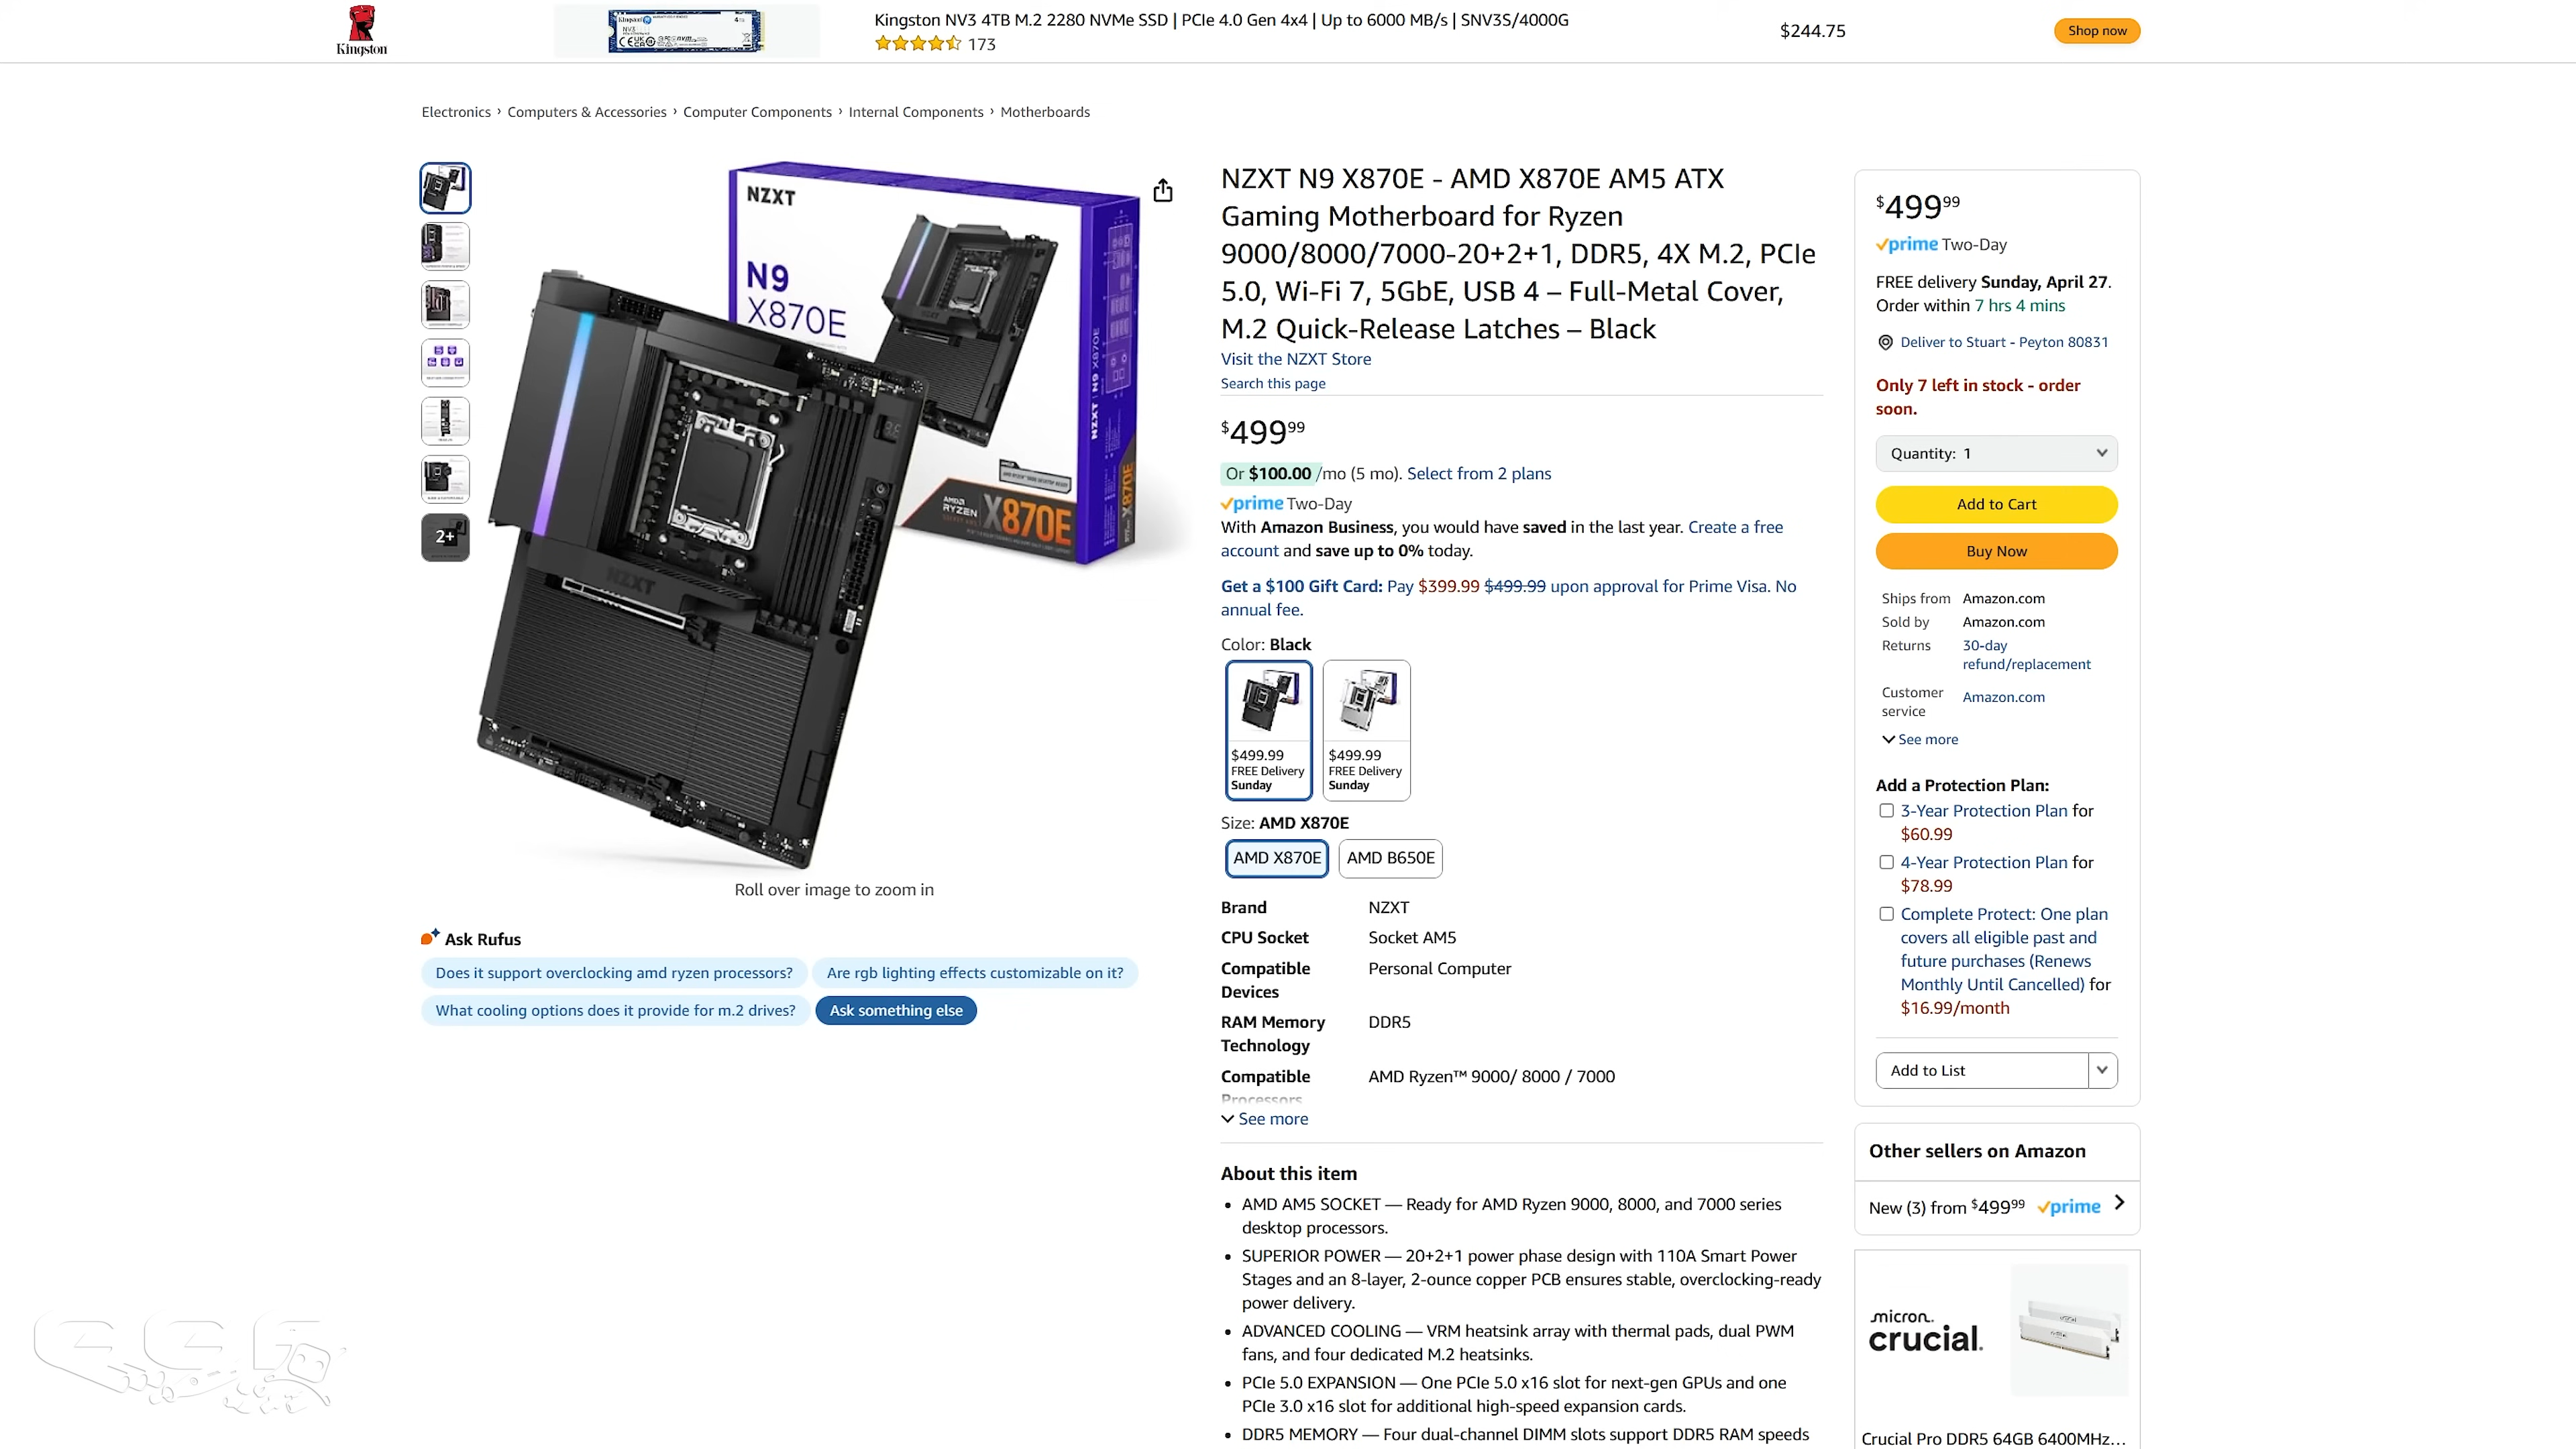 Kingston
Kingston NV3 4TB M.2 2280 NVMe SSD | PCIe 4.0 Gen 4x4 | Up to 6000 MB/s | SNV3S/4000G
173
$244.75
Shop now
Electronics › Computers & Accessories › Computer Components › Internal Components › Motherboards
NZXT
N9
X870E
NZXT
NZXT | N9 X870E
AMD
RYZEN
X870E
X870E
2+
Roll over image to zoom in
Ask Rufus
Does it support overclocking amd ryzen processors?
Are rgb lighting effects customizable on it?
What cooling options does it provide for m.2 drives?
Ask something else
NZXT N9 X870E - AMD X870E AM5 ATX
Gaming Motherboard for Ryzen
9000/8000/7000-20+2+1, DDR5, 4X M.2, PCIe
5.0, Wi-Fi 7, 5GbE, USB 4 – Full-Metal Cover,
M.2 Quick-Release Latches – Black
Visit the NZXT Store
Search this page
$499.99
Or $100.00 /mo (5 mo). Select from 2 plans
prime Two-Day
With Amazon Business, you would have saved in the last year. Create a free
account and save up to 0% today.
Get a $100 Gift Card: Pay $399.99 $499.99 upon approval for Prime Visa. No
annual fee.
Color: Black
$499.99
FREE Delivery
Sunday
$499.99
FREE Delivery
Sunday
Size: AMD X870E
AMD X870E
AMD B650E
Brand NZXT
CPU Socket Socket AM5
Compatible Personal Computer
Devices
RAM Memory DDR5
Technology
Compatible AMD Ryzen™ 9000/ 8000 / 7000
Processors
See more
About this item
• AMD AM5 SOCKET — Ready for AMD Ryzen 9000, 8000, and 7000 series
desktop processors.
• SUPERIOR POWER — 20+2+1 power phase design with 110A Smart Power
Stages and an 8-layer, 2-ounce copper PCB ensures stable, overclocking-ready
power delivery.
• ADVANCED COOLING — VRM heatsink array with thermal pads, dual PWM
fans, and four dedicated M.2 heatsinks.
• PCIe 5.0 EXPANSION — One PCIe 5.0 x16 slot for next-gen GPUs and one
PCIe 3.0 x16 slot for additional high-speed expansion cards.
• DDR5 MEMORY — Four dual-channel DIMM slots support DDR5 RAM speeds
$499.99
prime Two-Day
FREE delivery Sunday, April 27.
Order within 7 hrs 4 mins
Deliver to Stuart - Peyton 80831
Only 7 left in stock - order
soon.
Quantity: 1
Add to Cart
Buy Now
Ships from Amazon.com
Sold by Amazon.com
Returns 30-day
refund/replacement
Customer Amazon.com
service
See more
Add a Protection Plan:
3-Year Protection Plan for
$60.99
4-Year Protection Plan for
$78.99
Complete Protect: One plan
covers all eligible past and
future purchases (Renews
Monthly Until Cancelled) for
$16.99/month
Add to List
Other sellers on Amazon
New (3) from $499.99 prime
micron.
crucial.
Crucial Pro DDR5 64GB 6400MHz...